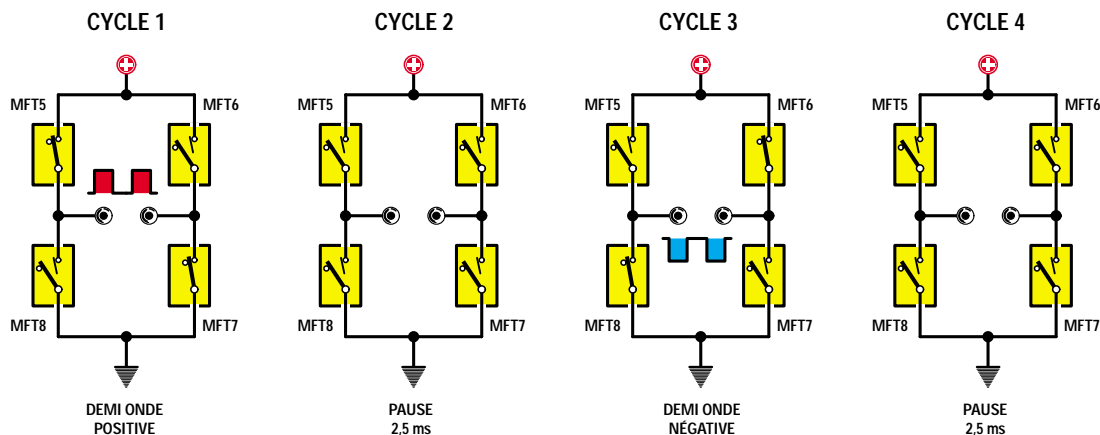 CYCLE 1
CYCLE 2
CYCLE 3
CYCLE 4
MFT5 MFT6
MFT5 MFT6
MFT5 MFT6
MFT5 MFT6
MFT8 MFT7
MFT8 MFT7
MFT8 MFT7
MFT8 MFT7
DEMI ONDE
POSITIVE
PAUSE
2,5 ms
DEMI ONDE
NÉGATIVE
PAUSE
2,5 ms